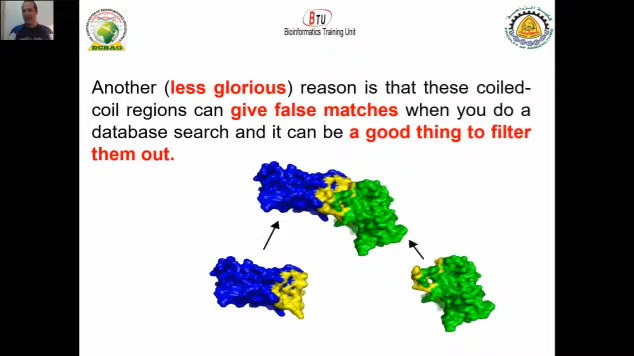 BTU
Bioinformatics Training Unit
ECHAG
Another (less glorious) reason is that these coiled-
coil regions can give false matches when you do a
database search and it can be a good thing to filter
them out.